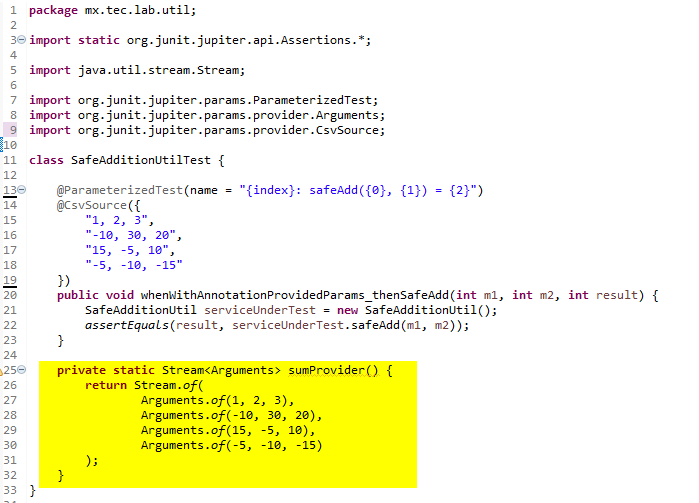 1 package mx.tec.lab.util;
2
3 import static org.junit.jupiter.api.Assertions.*;
4
5 import java.util.stream.Stream;
6
7 import org.junit.jupiter.params.ParameterizedTest;
8 import org.junit.jupiter.params.provider.Arguments;
9 import org.junit.jupiter.params.provider.CsvSource;
10
11 class SafeAdditionUtilTest {
12
13     @ParameterizedTest(name = "{index}: safeAdd({0}, {1}) = {2}")
14     @CsvSource({
15         "1, 2, 3",
16         "-10, 30, 20",
17         "15, -5, 10",
18         "-5, -10, -15"
19     })
20     public void whenWithAnnotationProvidedParams_thenSafeAdd(int m1, int m2, int result) {
21         SafeAdditionUtil serviceUnderTest = new SafeAdditionUtil();
22         assertEquals(result, serviceUnderTest.safeAdd(m1, m2));
23     }
24
25     private static Stream<Arguments> sumProvider() {
26         return Stream.of(
27                 Arguments.of(1, 2, 3),
28                 Arguments.of(-10, 30, 20),
29                 Arguments.of(15, -5, 10),
30                 Arguments.of(-5, -10, -15)
31         );
32     }
33 }